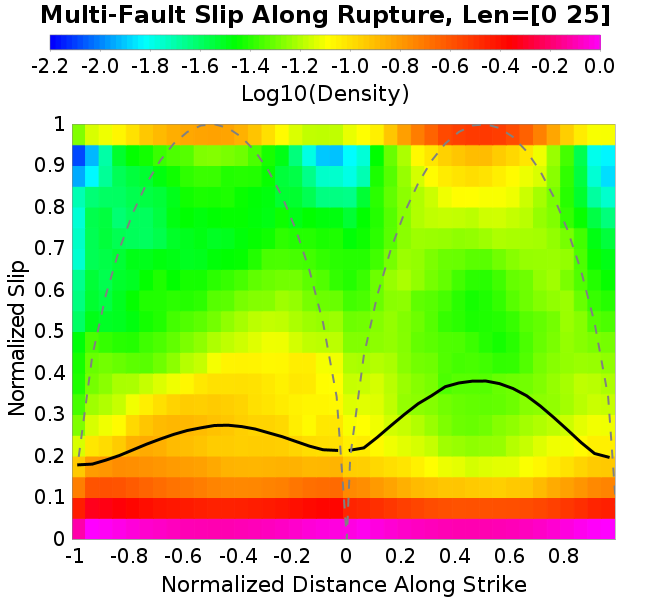 Multi-Fault Slip Along Rupture, Len=[0 25]
-2.2 -2.0 -1.8 -1.6 -1.4 -1.2 -1.0 -0.8 -0.6 -0.4 -0.2 0.0
Log10(Density)
Normalized Slip
1
0.9
0.8
0.7
0.6
0.5
0.4
0.3
0.2
0.1
0
-1 -0.8 -0.6 -0.4 -0.2 0 0.2 0.4 0.6 0.8
Normalized Distance Along Strike